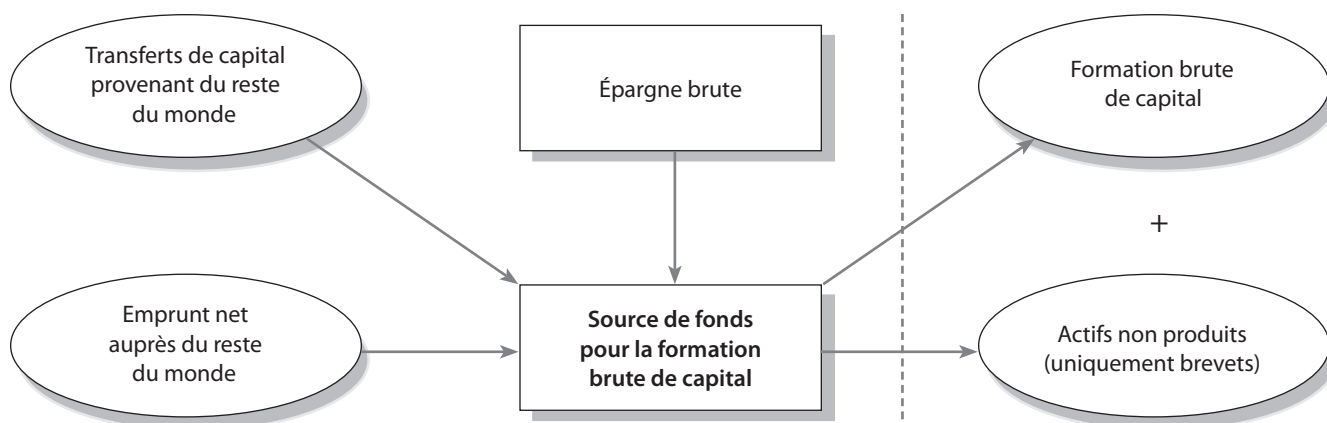 Transferts de capital
provenant du reste
du monde
Épargne brute
Formation brute
de capital
+
Emprunt net
auprès du reste
du monde
Source de fonds
pour la formation
brute de capital
Actifs non produits
(uniquement brevets)